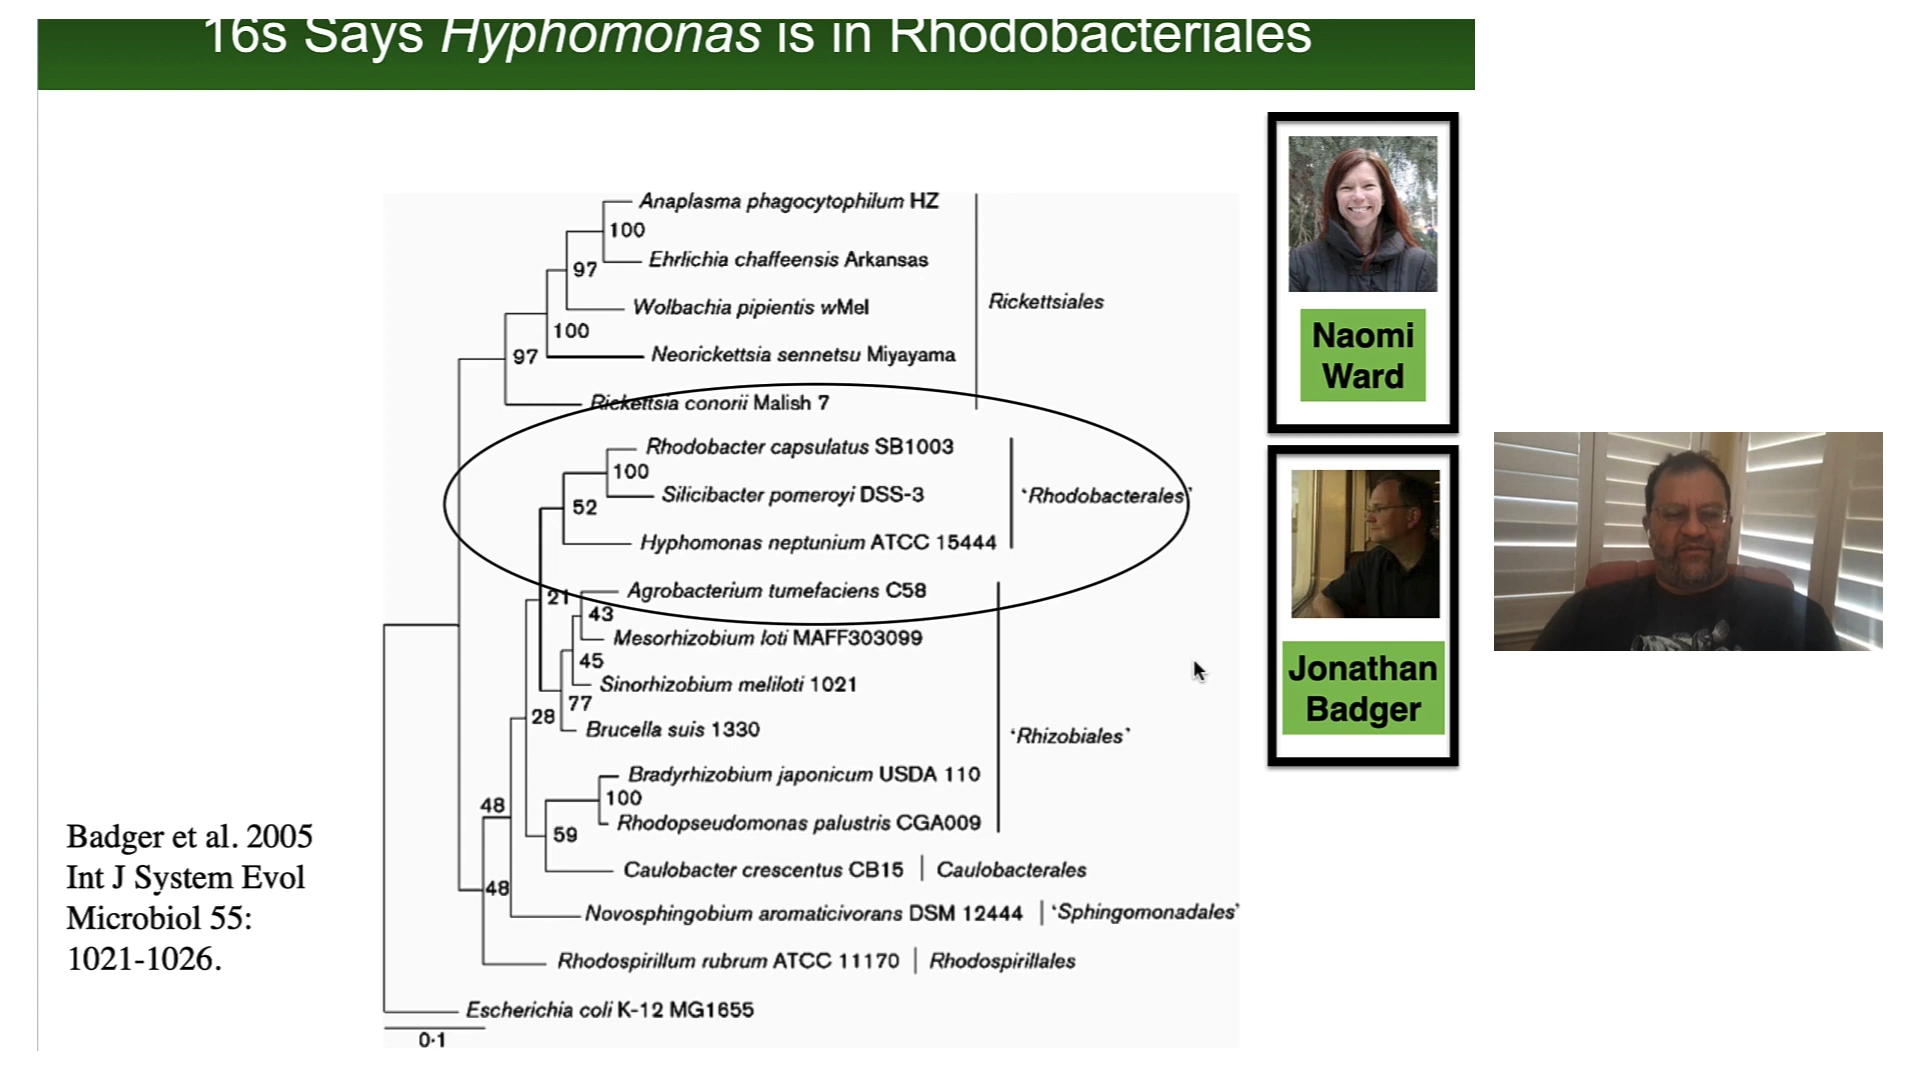 16s Says Hyphomonas is in Rhodobacteriales
Anaplasma phagocytophilum HZ
100
Ehrlichia chaffeensis Arkansas
97
Wolbachia pipientis wMel
Rickettsiales
100
Neorickettsia sennetsu Miyayama
97
Rickettsia conorii Malish 7
Rhodobacter capsulatus SB1003
100
Silicibacter pomeroyi DSS-3
'Rhodobacterales'
52
Hyphomonas neptunium ATCC 15444
21
Agrobacterium tumefaciens C58
43
Mesorhizobium loti MAFF303099
45
Sinorhizobium meliloti 1021
77
28
Brucella suis 1330
'Rhizobiales'
Bradyrhizobium japonicum USDA 110
100
48
Rhodopseudomonas palustris CGA009
59
Caulobacter crescentus CB15 | Caulobacterales
48
Novosphingobium aromaticivorans DSM 12444 | 'Sphingomonadales'
Rhodospirillum rubrum ATCC 11170 | Rhodospirillales
Escherichia coli K-12 MG1655
0·1
Badger et al. 2005
Int J System Evol
Microbiol 55:
1021-1026.
Naomi
Ward
Jonathan
Badger